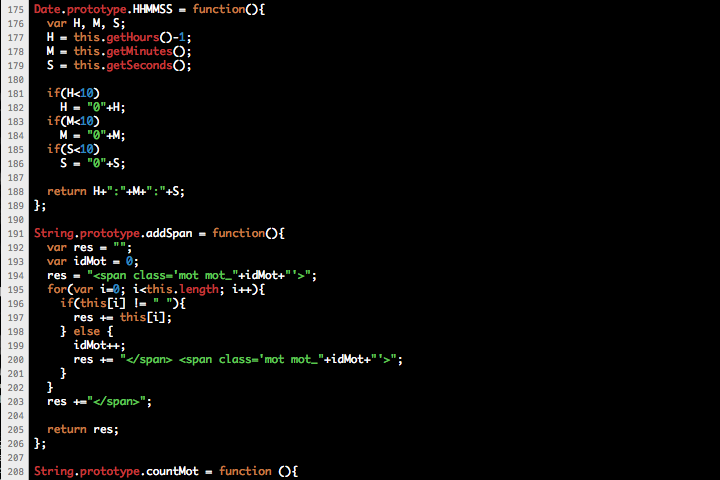 175 Date.prototype.HHMMSS = function(){
176 var H, M, S;
177 H = this.getHours()-1;
178 M = this.getMinutes();
179 S = this.getSeconds();
180
181 if(H<10)
182 H = "0"+H;
183 if(M<10)
184 M = "0"+M;
185 if(S<10)
186 S = "0"+S;
187
188 return H+":"+M+":"+S;
189 };
190
191 String.prototype.addSpan = function(){
192 var res = "";
193 var idMot = 0;
194 res = "<span class='mot mot_"+idMot+"'>";
195 for(var i=0; i<this.length; i++){
196 if(this[i] != " "){
197 res += this[i];
198 } else {
199 idMot++;
200 res += "</span> <span class='mot mot_"+idMot+"'>";
201 }
202 }
203 res +="</span>";
204
205 return res;
206 };
207
208 String.prototype.countMot = function (){